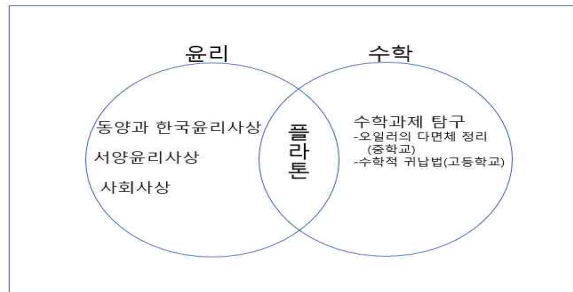 윤리
수학
동양과 한국윤리사상
서양윤리사상
사회사상
플라톤
수학과제 탐구
-오일러의 다면체 정리
(중학교)
-수학적 귀납법(고등학교)